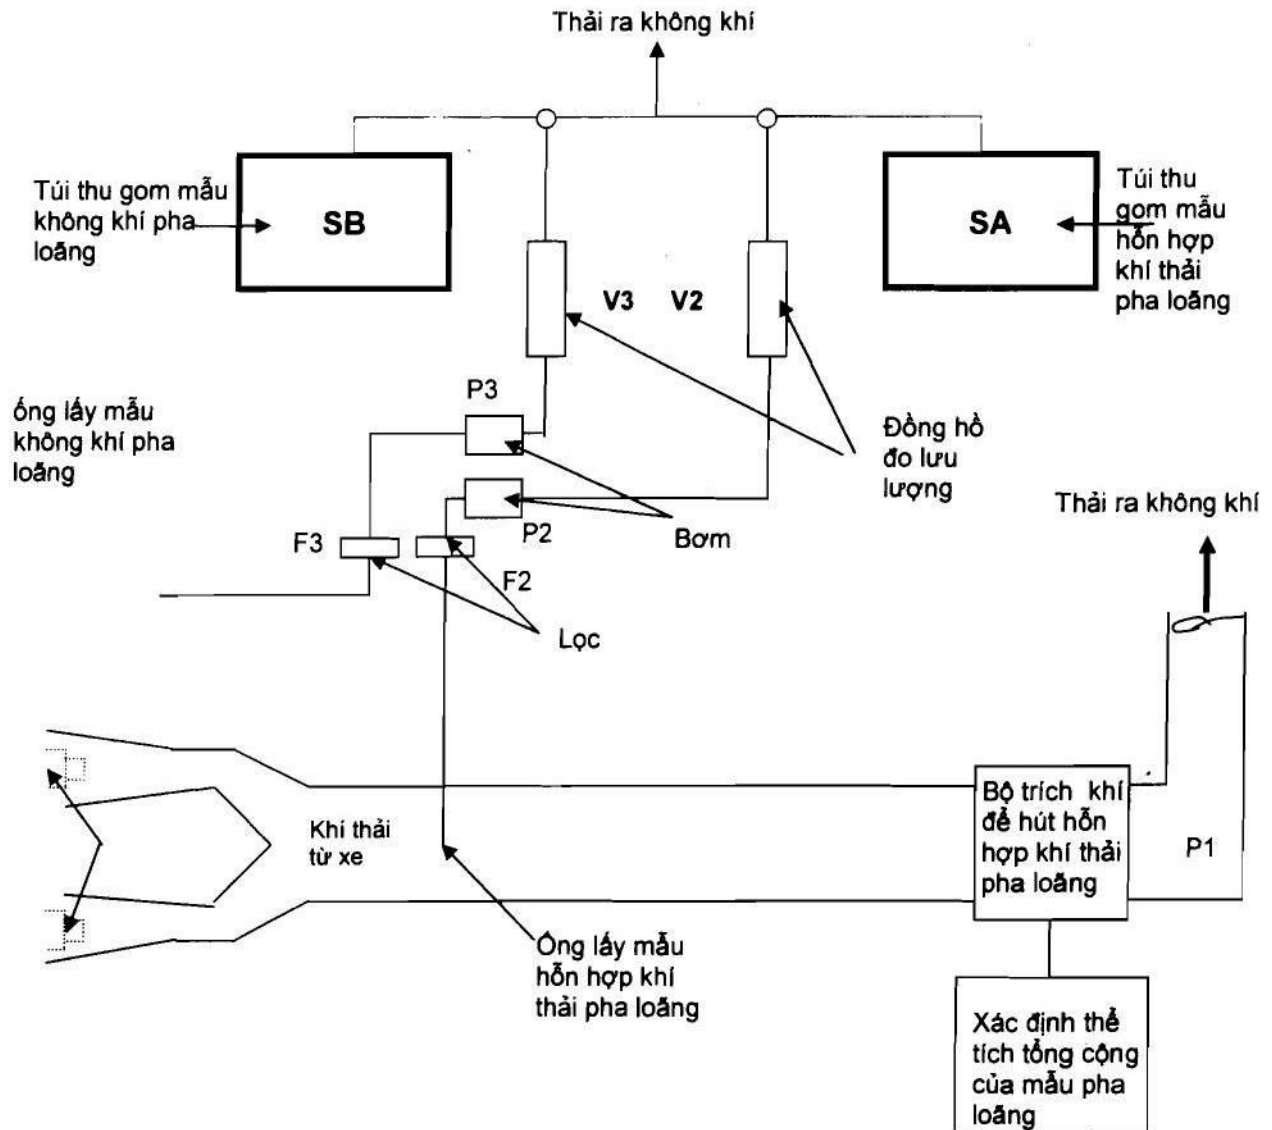 Thải ra không khí
Túi thu gom mẫu
không khí pha
loãng
SB
SA
Túi thu
gom mẫu
hỗn hợp
khí thải
pha loãng
V3
V2
P3
ống lấy mẫu
không khí pha
loãng
Đồng hồ
đo lưu
lượng
Thải ra không khí
P2
Bơm
F3
F2
Lọc
Khí thải
từ xe
Bộ trích khí
để hút hỗn
hợp khí thải
pha loãng
P1
Ống lấy mẫu
hỗn hợp khí
thải pha loãng
Xác định thể
tích tổng cộng
của mẫu pha
loãng